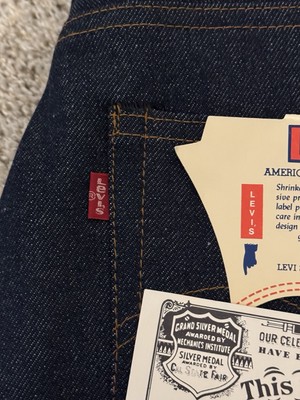 LEVI'S
AMERIC
Shrink
sive pr
label p
care in
design
LEVI'S
LEVI
GRAND SILVER MEDAL
AWARDED BY
MECHANICS INSTITUTE
SILVER MEDAL
AWARDED BY
CAL. STATE FAIR
OUR CELE
HAVE B
This